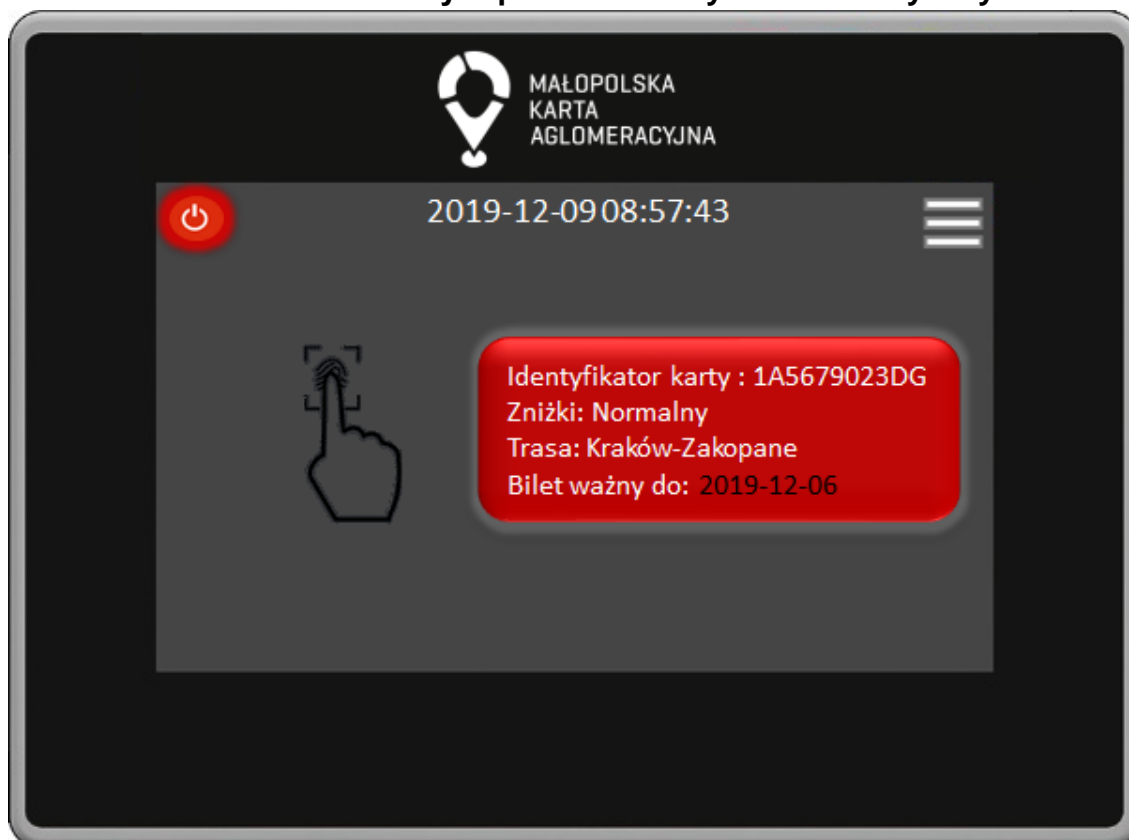 MAŁOPOLSKA
KARTA
AGLOMERACYJNA
2019-12-09 08:57:43
Identyfikator karty : 1A5679023DG
Zniżki: Normalny
Trasa: Kraków-Zakopane
Bilet ważny do: 2019-12-06